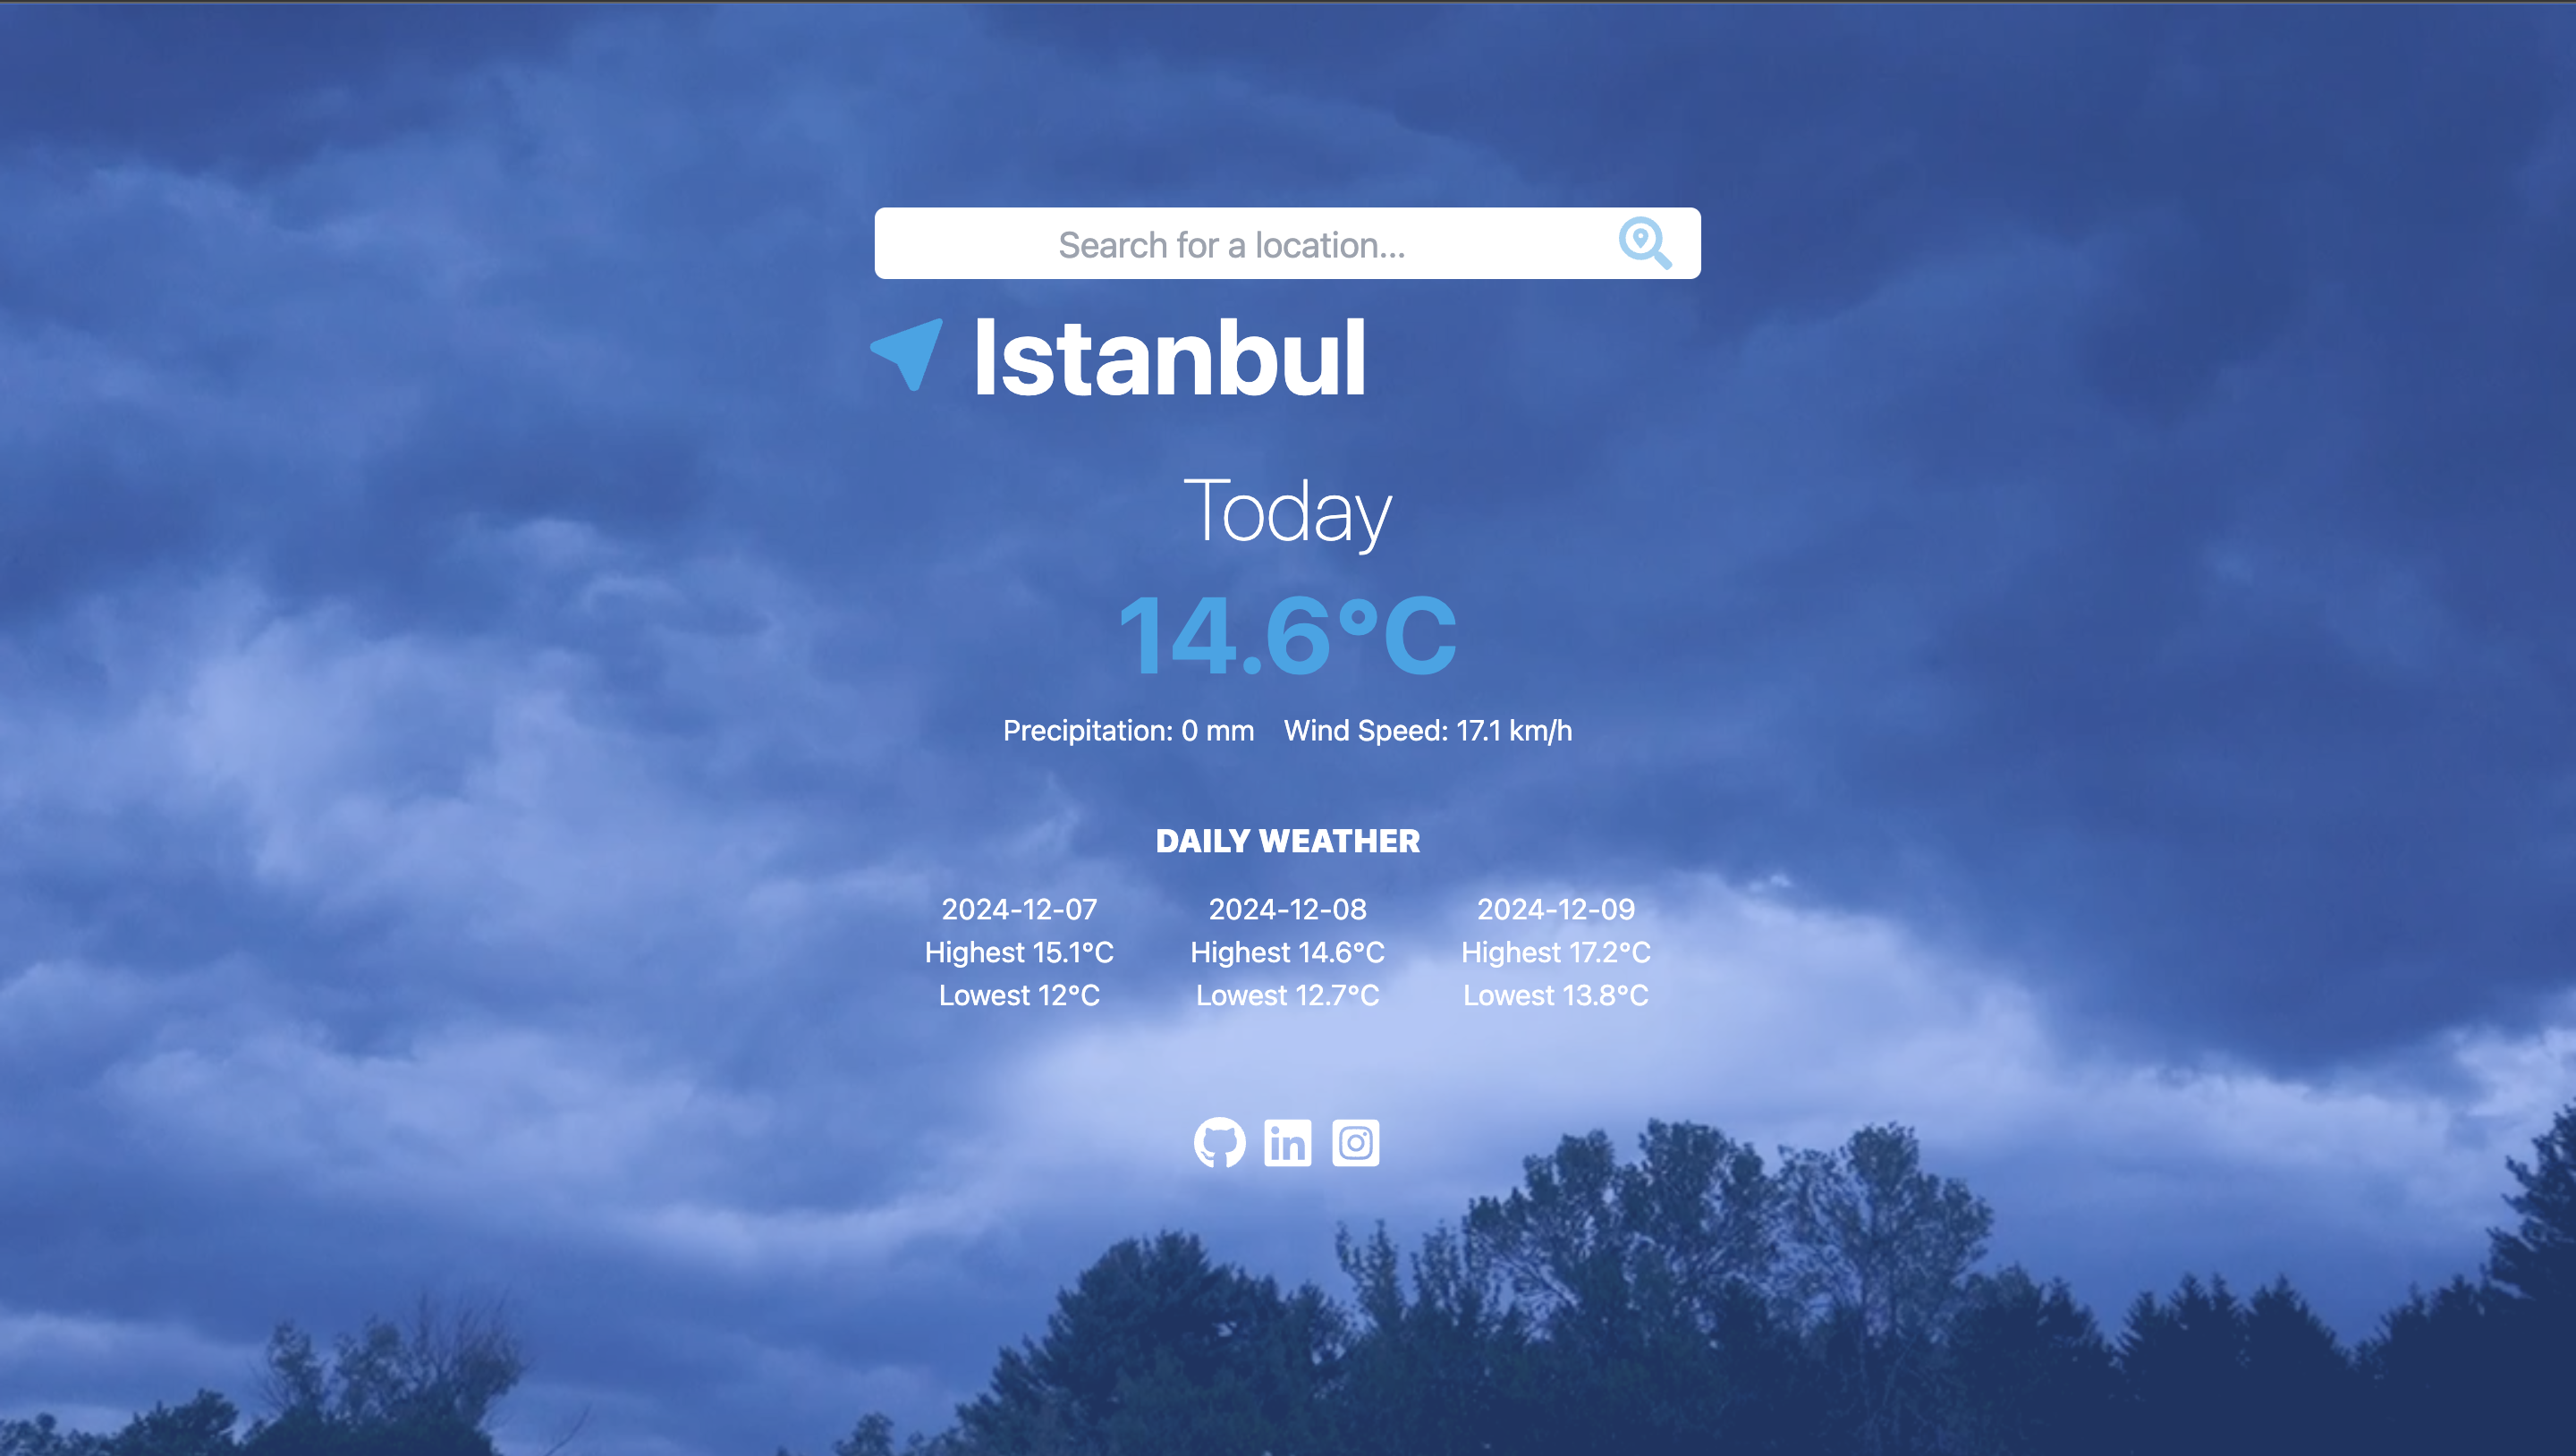 Search for a location...
Istanbul
Today
14.6°C
Precipitation: 0 mm Wind Speed: 17.1 km/h
DAILY WEATHER
2024-12-07 2024-12-08 2024-12-09
Highest 15.1°C Highest 14.6°C Highest 17.2°C
Lowest 12°C Lowest 12.7°C Lowest 13.8°C
in